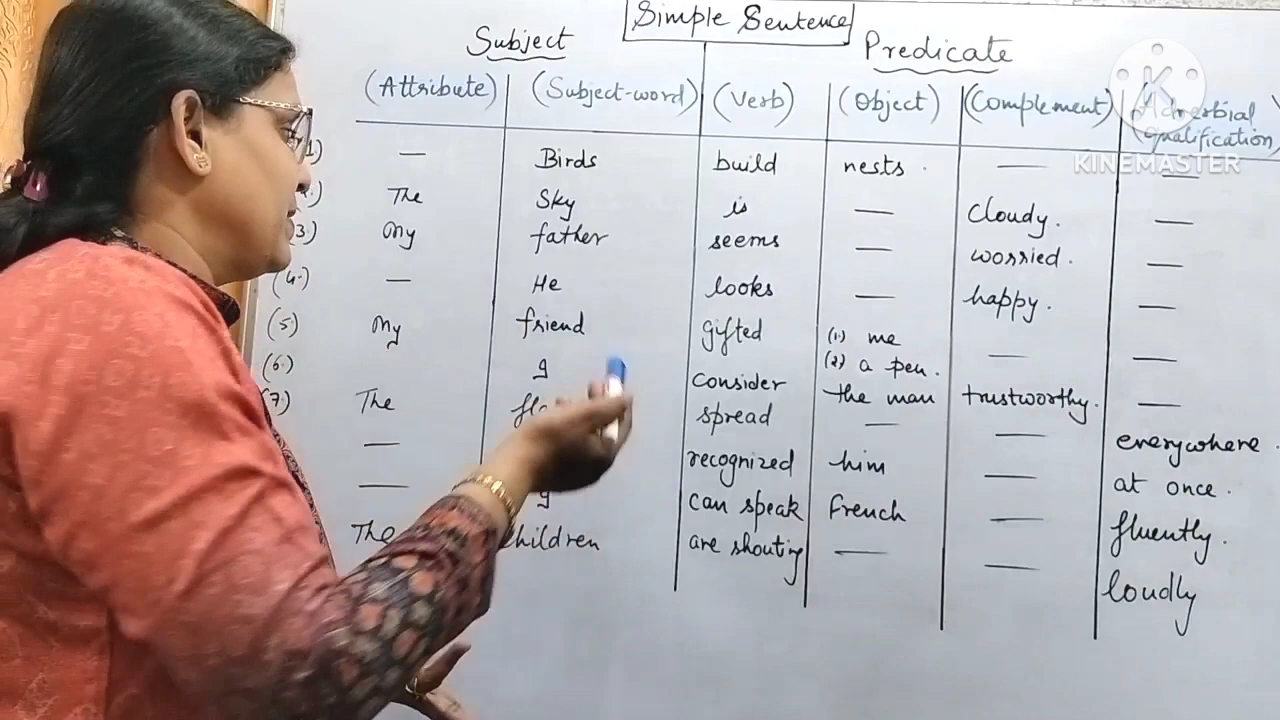 Simple Sentence
Subject Predicate
(Attribute) (Subject-word) (Verb) (Object) (Complement) Adverbial Qualification)
1) — Birds build nests. — —
2.) The Sky is — cloudy. —
3.) My father seems — worried. —
(4.) — He looks — happy. —
(5) My friend gifted (1) me — —
(2) a pen.
(6.) I consider the man trustworthy. —
(7.) The spread — — everywhere.
— recognized him — at once.
— I can speak French — fluently.
The children are shouting — — loudly
KINEMASTER